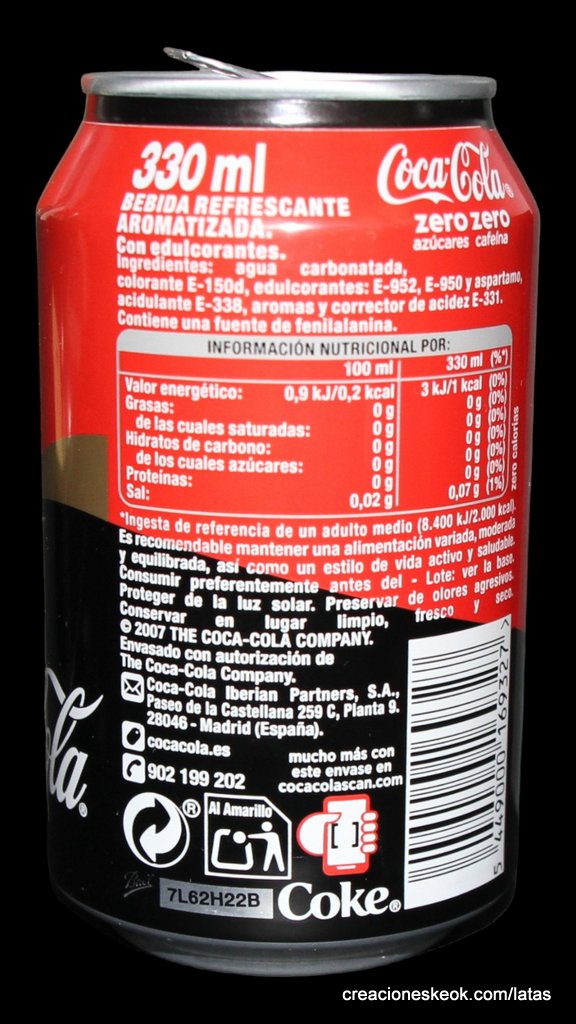 330 ml
Coca-Cola®
zero zero
azúcares cafeína
BEBIDA REFRESCANTE
AROMATIZADA.
Con edulcorantes.
Ingredientes: agua carbonatada,
colorante E-150d, edulcorantes: E-952, E-950 y aspartamo,
acidulante E-338, aromas y corrector de acidez E-331.
Contiene una fuente de fenilalanina.
INFORMACIÓN NUTRICIONAL POR:
100 ml 330 ml (%*)
Valor energético: 0,9 kJ/0,2 kcal 3 kJ/1 kcal (0%)
Grasas: 0 g 0 g (0%)
de las cuales saturadas: 0 g 0 g (0%)
Hidratos de carbono: 0 g 0 g (0%)
de los cuales azúcares: 0 g 0 g (0%)
Proteínas: 0 g 0 g (0%)
Sal: 0,02 g 0,07 g (1%)
zero calorías
*Ingesta de referencia de un adulto medio (8.400 kJ/2.000 kcal).
Es recomendable mantener una alimentación variada, moderada
y equilibrada, así como un estilo de vida activo y saludable.
Consumir preferentemente antes del - Lote: ver la base.
Proteger de la luz solar. Preservar de olores agresivos.
Conservar en lugar limpio, fresco y seco.
© 2007 THE COCA-COLA COMPANY.
Envasado con autorización de
The Coca-Cola Company.
Coca-Cola Iberian Partners, S.A.,
Paseo de la Castellana 259 C, Planta 9.
28046 - Madrid (España).
cocacola.es
902 199 202
mucho más con
este envase en
cocacolascan.com
la®
®
Al Amarillo
[ ]
Ball
7L62H22B
Coke®
5 449000 169327 >
creacioneskeok.com/latas